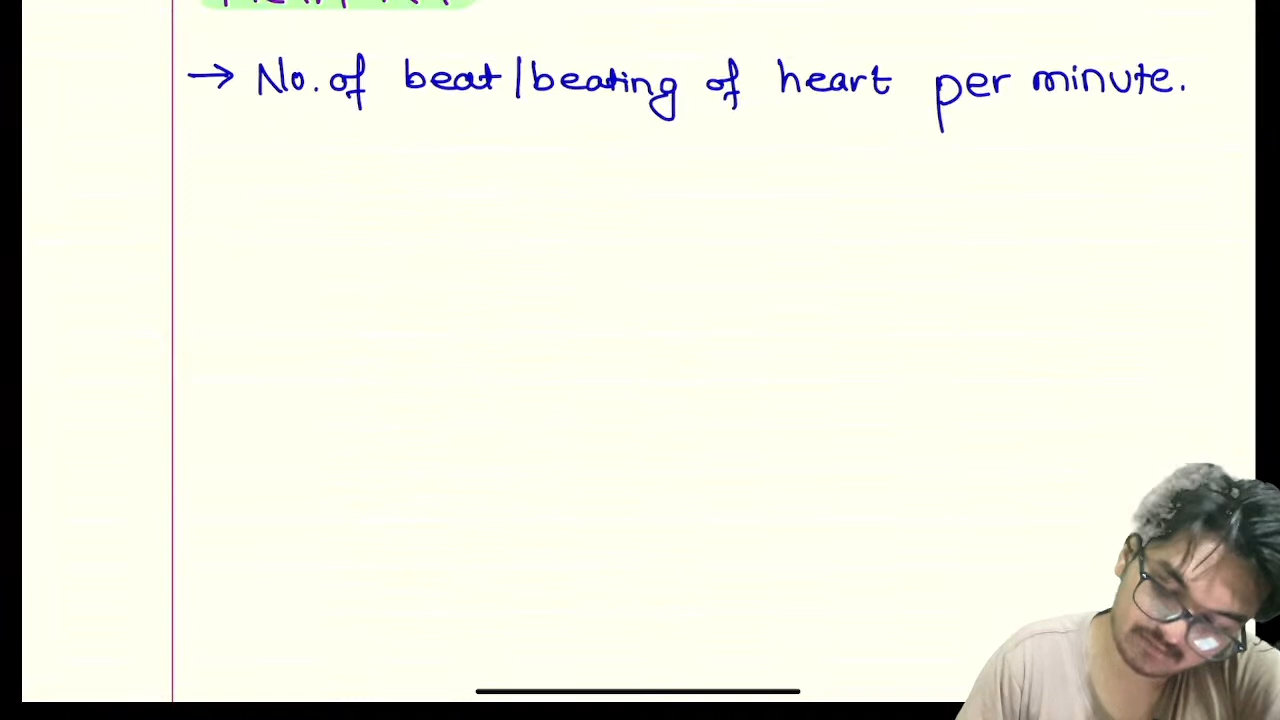 → No. of beat/beating of heart per minute.